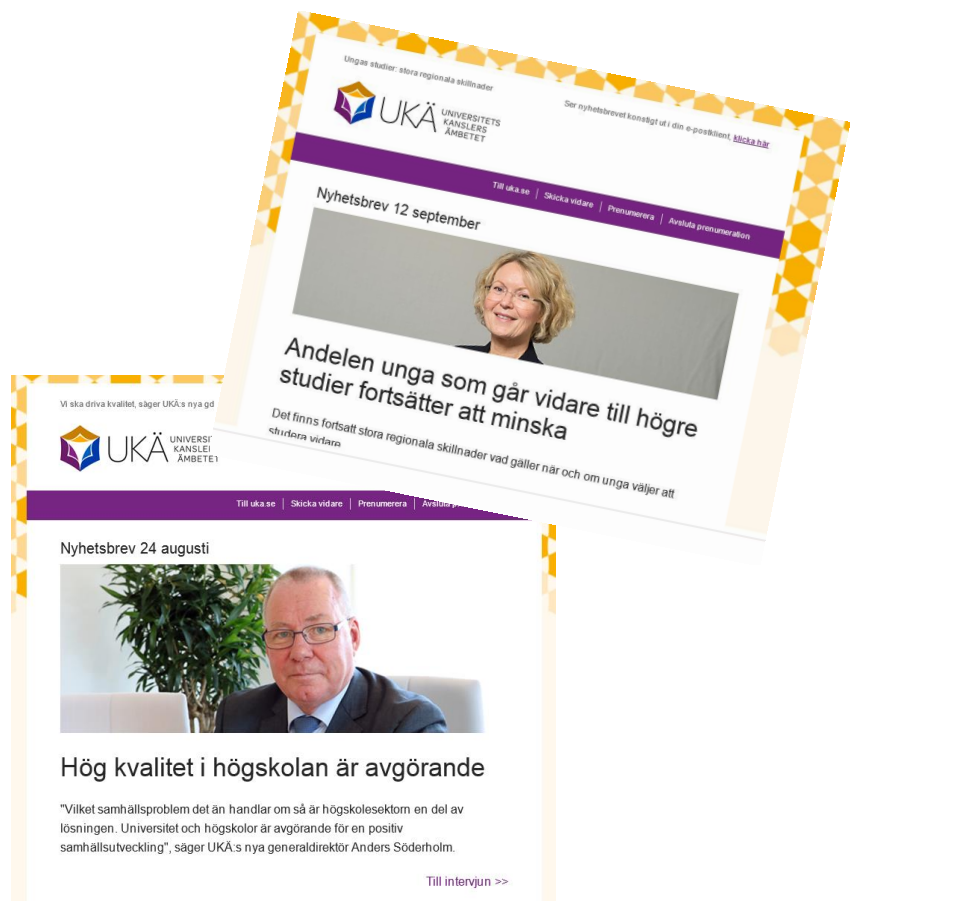 Ungas studier: stora regionala skillnader
Ser nyhetsbrevet konstigt ut i din e-postklient, klicka här
UKÄ UNIVERSITETS
KANSLERS
ÄMBETET
Till uka.se | Skicka vidare | Prenumerera | Avsluta prenumeration
Nyhetsbrev 12 september
Andelen unga som går vidare till högre
studier fortsätter att minska
Det finns fortsatt stora regionala skillnader vad gäller när och om unga väljer att
studera vidare
Vi ska driva kvalitet, säger UKÄ:s nya gd
UKÄ UNIVERSI
KANSLEI
ÄMBETET
Till uka.se | Skicka vidare | Prenumerera | Avsluta
Nyhetsbrev 24 augusti
Hög kvalitet i högskolan är avgörande
"Vilket samhällsproblem det än handlar om så är högskolesektorn en del av
lösningen. Universitet och högskolor är avgörande för en positiv
samhällsutveckling", säger UKÄ:s nya generaldirektör Anders Söderholm.
Till intervjun >>